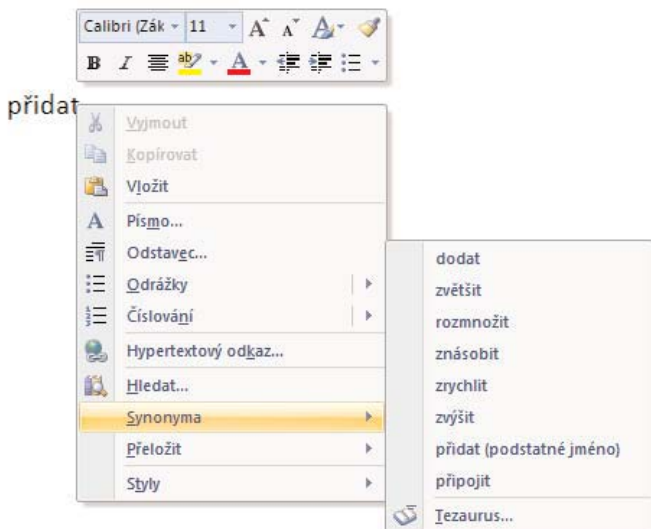 Calibri (Zák 11 A A A
B I ab A
přidat
Vyjmout
Kopírovat
Vložit
A Písmo...
Odstavec...
Odrážky
Číslování
Hypertextový odkaz...
Hledat...
Synonyma
Přeložit
Styly
dodat
zvětšit
rozmnožit
znásobit
zrychlit
zvýšit
přidat (podstatné jméno)
připojit
Tezaurus...